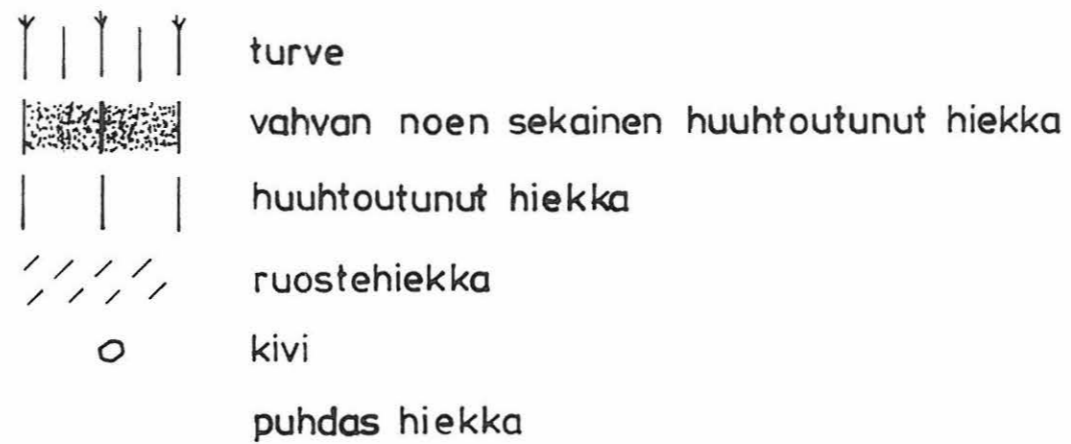 turve
vahvan noen sekainen huuhtoutunut hiekka
huuhtoutunut hiekka
ruostehiekka
kivi
puhdas hiekka